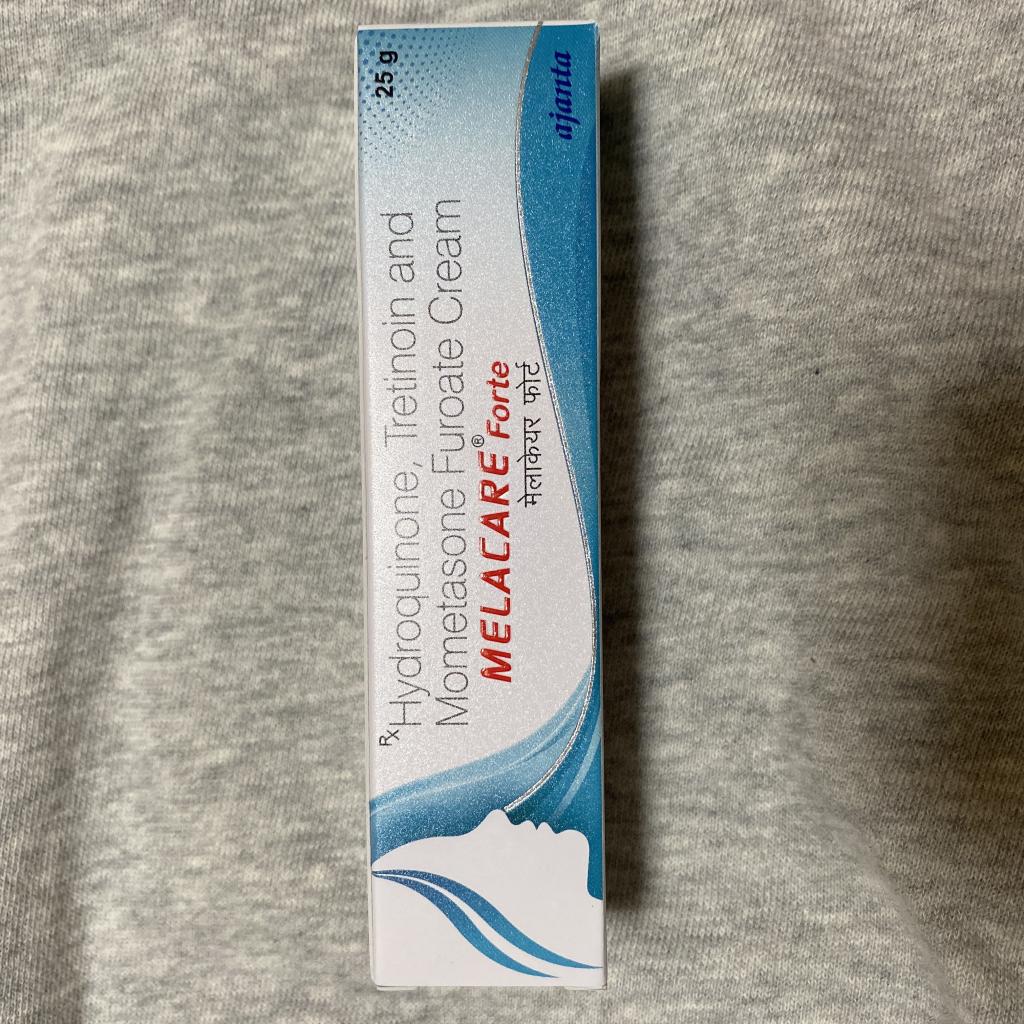 25 g
ajanta
Rx Hydroquinone, Tretinoin and
Mometasone Furoate Cream
MELACARE® Forte
मेलाकेयर फोर्ट